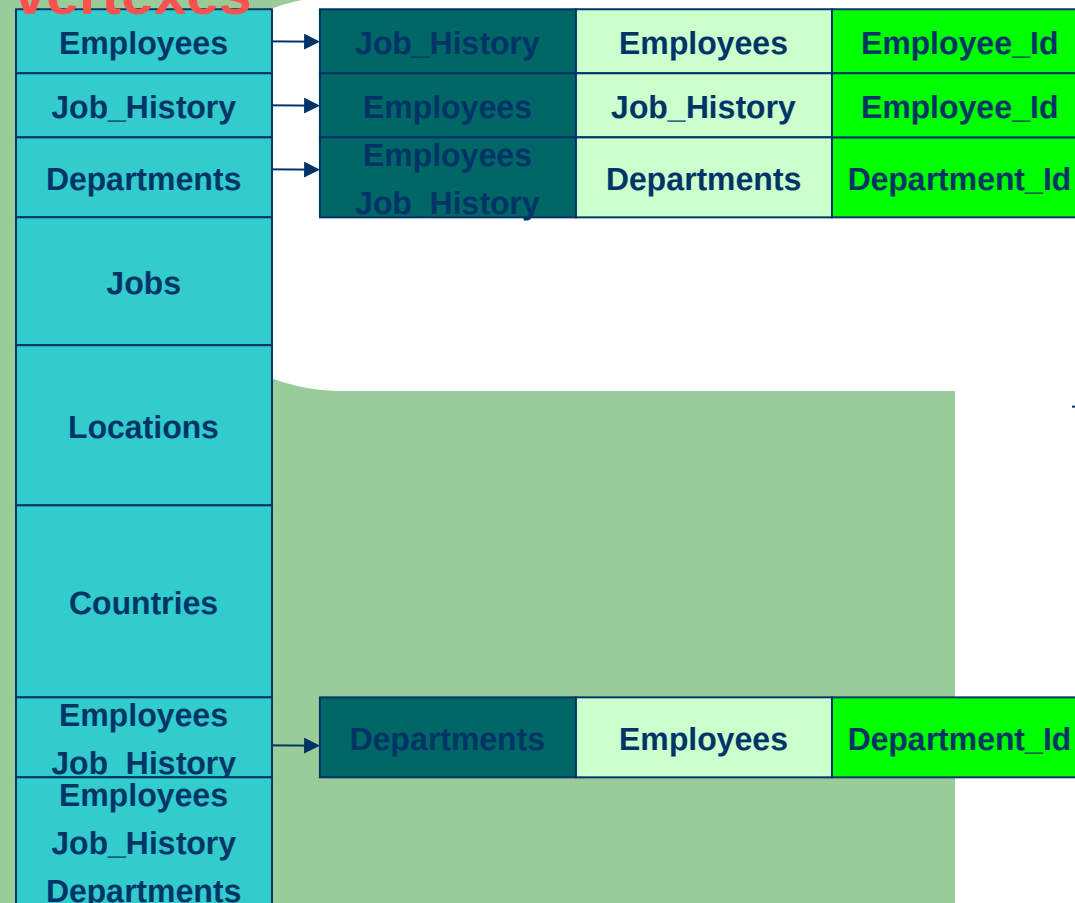 Vertexes
Employees Job_History Employees Employee_Id
Job_History Employees Job_History Employee_Id
Departments Employees Job_History Departments Department_Id
Jobs
Locations
Countries
Employees Job_History Departments Employees Department_Id
Employees
Job_History
Departments